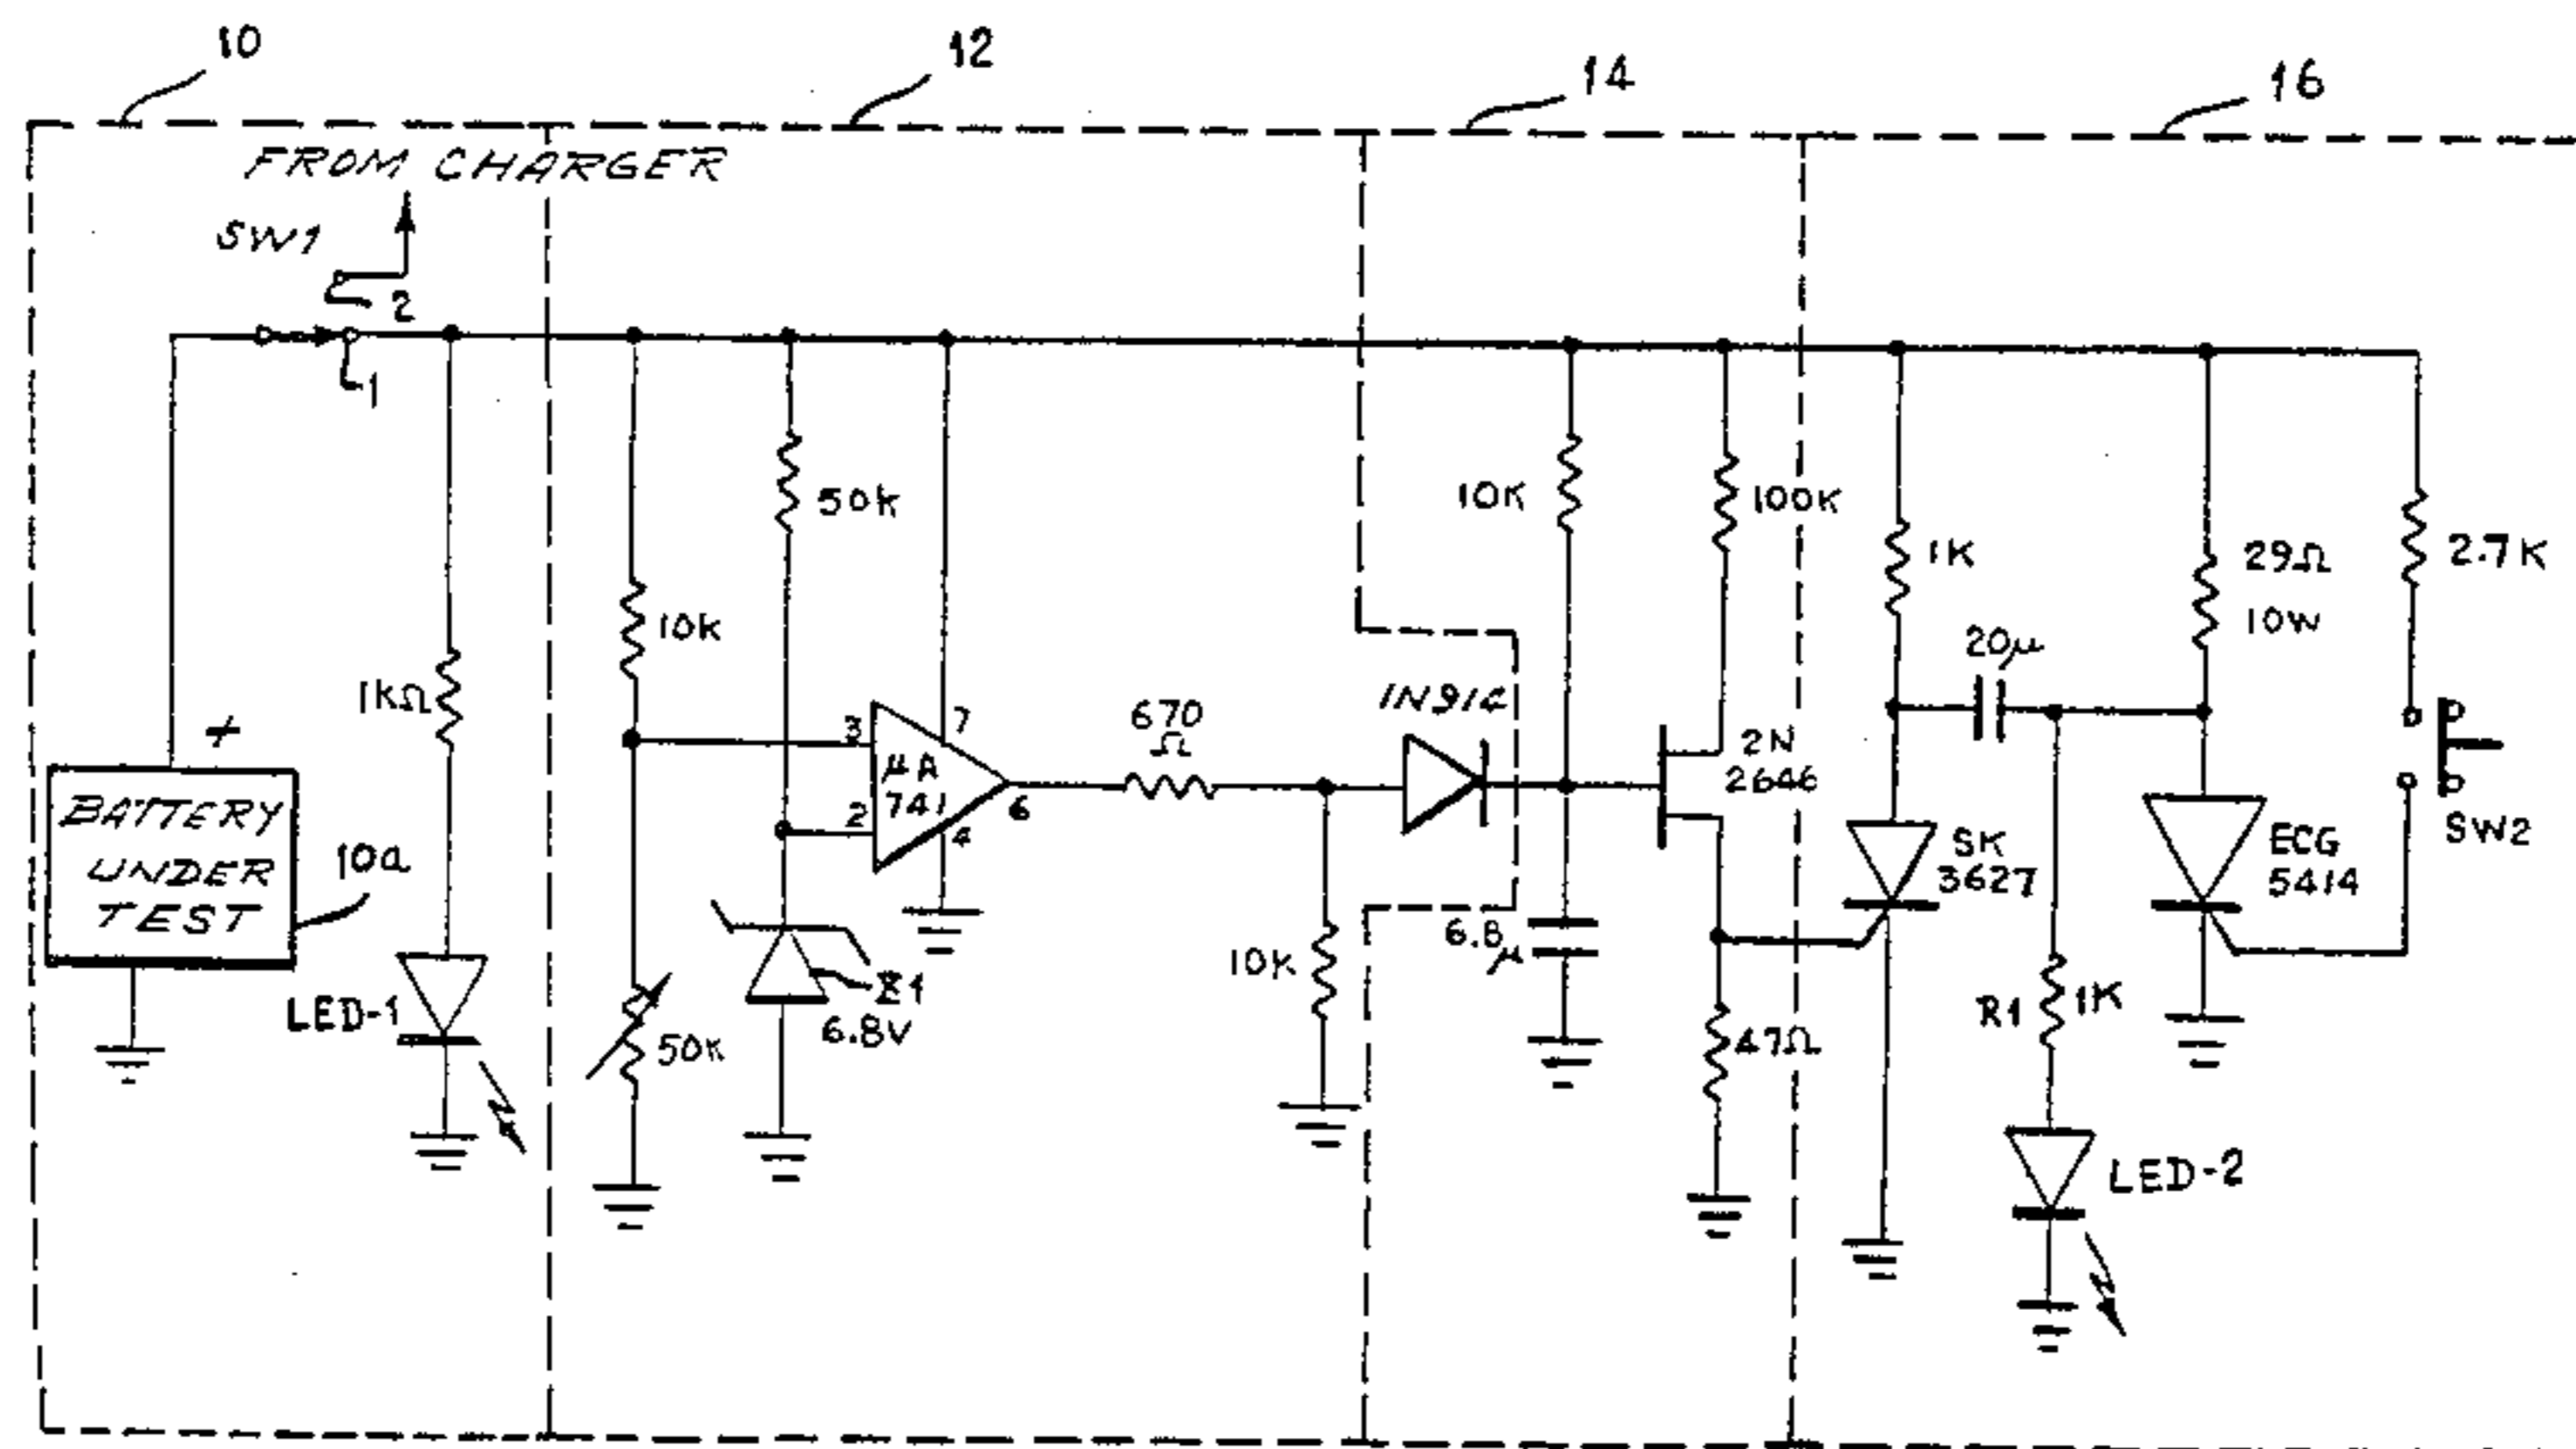 10
12
14
16
FROM CHARGER
SW1
2
1
50k
10K
100K
1K
29Ω
10W
2.7K
10k
1kΩ
20μ
+
3
7
μA
741
2
6
4
670
Ω
1N914
2N
2646
BATTERY
UNDER
TEST
10a
SK
3627
ECG
5414
SW2
6.8
μ
10K
Z1
6.8V
LED-1
50K
47Ω
R1
1K
LED-2